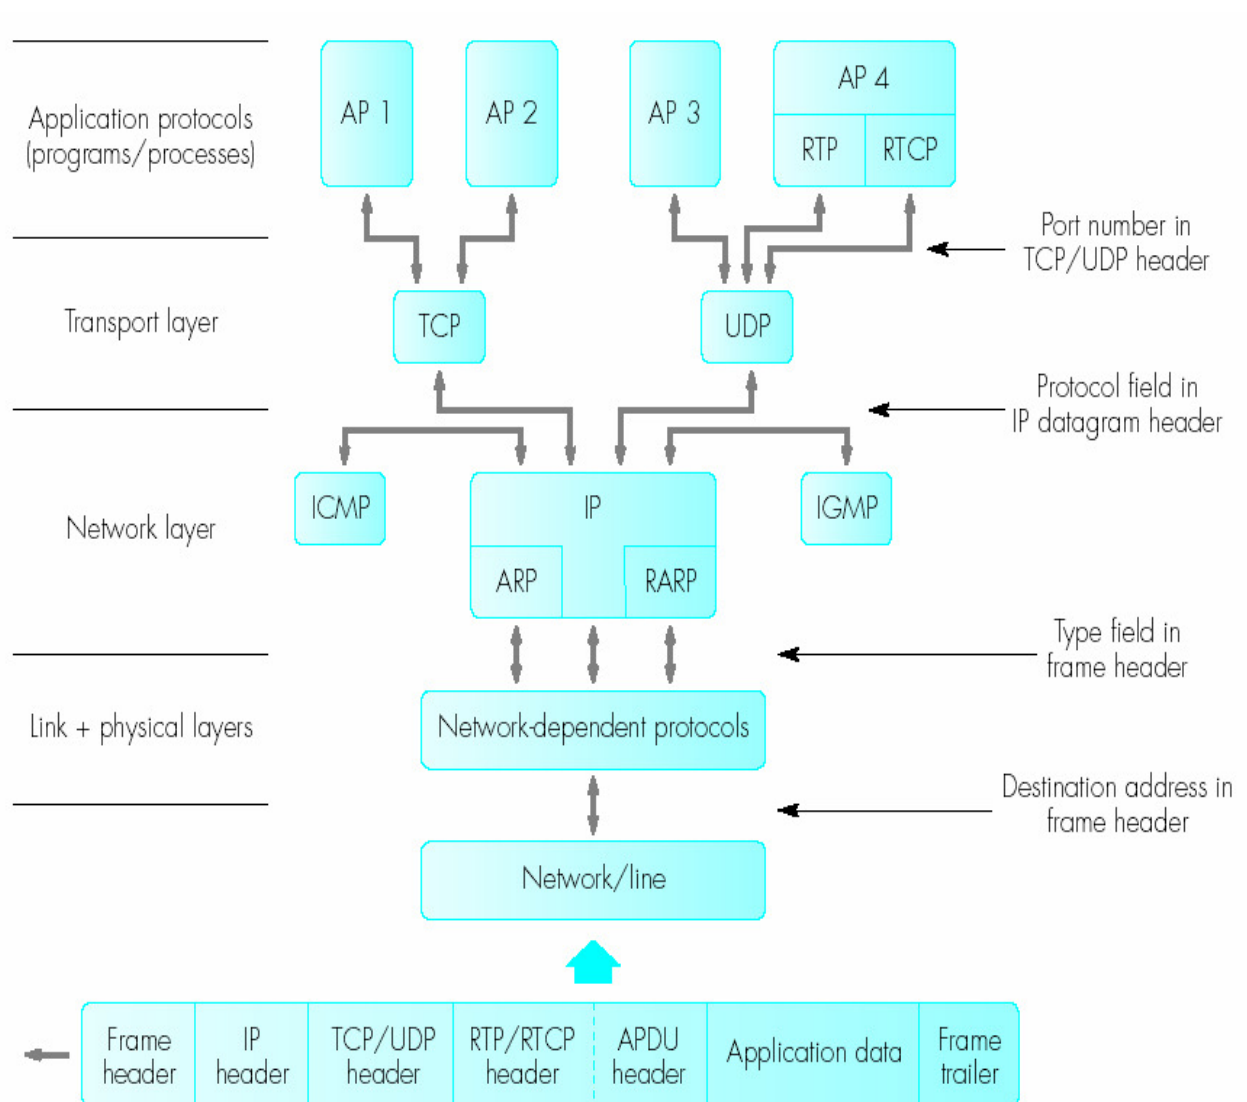 AP 1
AP 2
AP 3
AP 4
Application protocols
(programs/processes)
RTP
RTCP
Port number in
TCP/UDP header
Transport layer
TCP
UDP
Protocol field in
IP datagram header
ICMP
IP
IGMP
Network layer
ARP
RARP
Type field in
frame header
Link + physical layers
Network-dependent protocols
Destination address in
frame header
Network/line
Frame
header
IP
header
TCP/UDP
header
RTP/RTCP
header
APDU
header
Application data
Frame
trailer